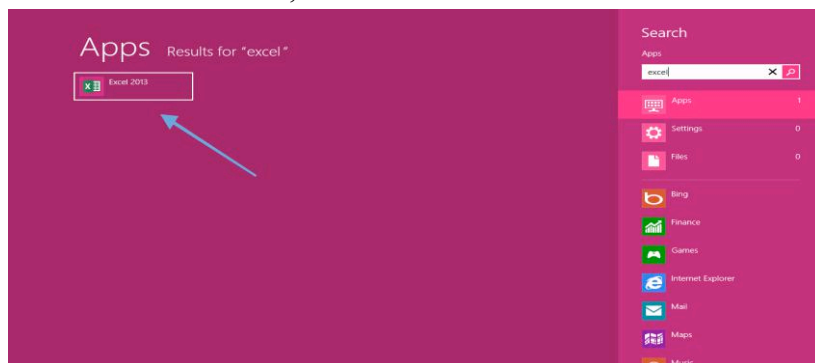 Apps Results for "excel"
Excel 2013
Search
Apps
excel
Apps 1
Settings 0
Files 0
Bing
Finance
Games
Internet Explorer
Mail
Maps
Music